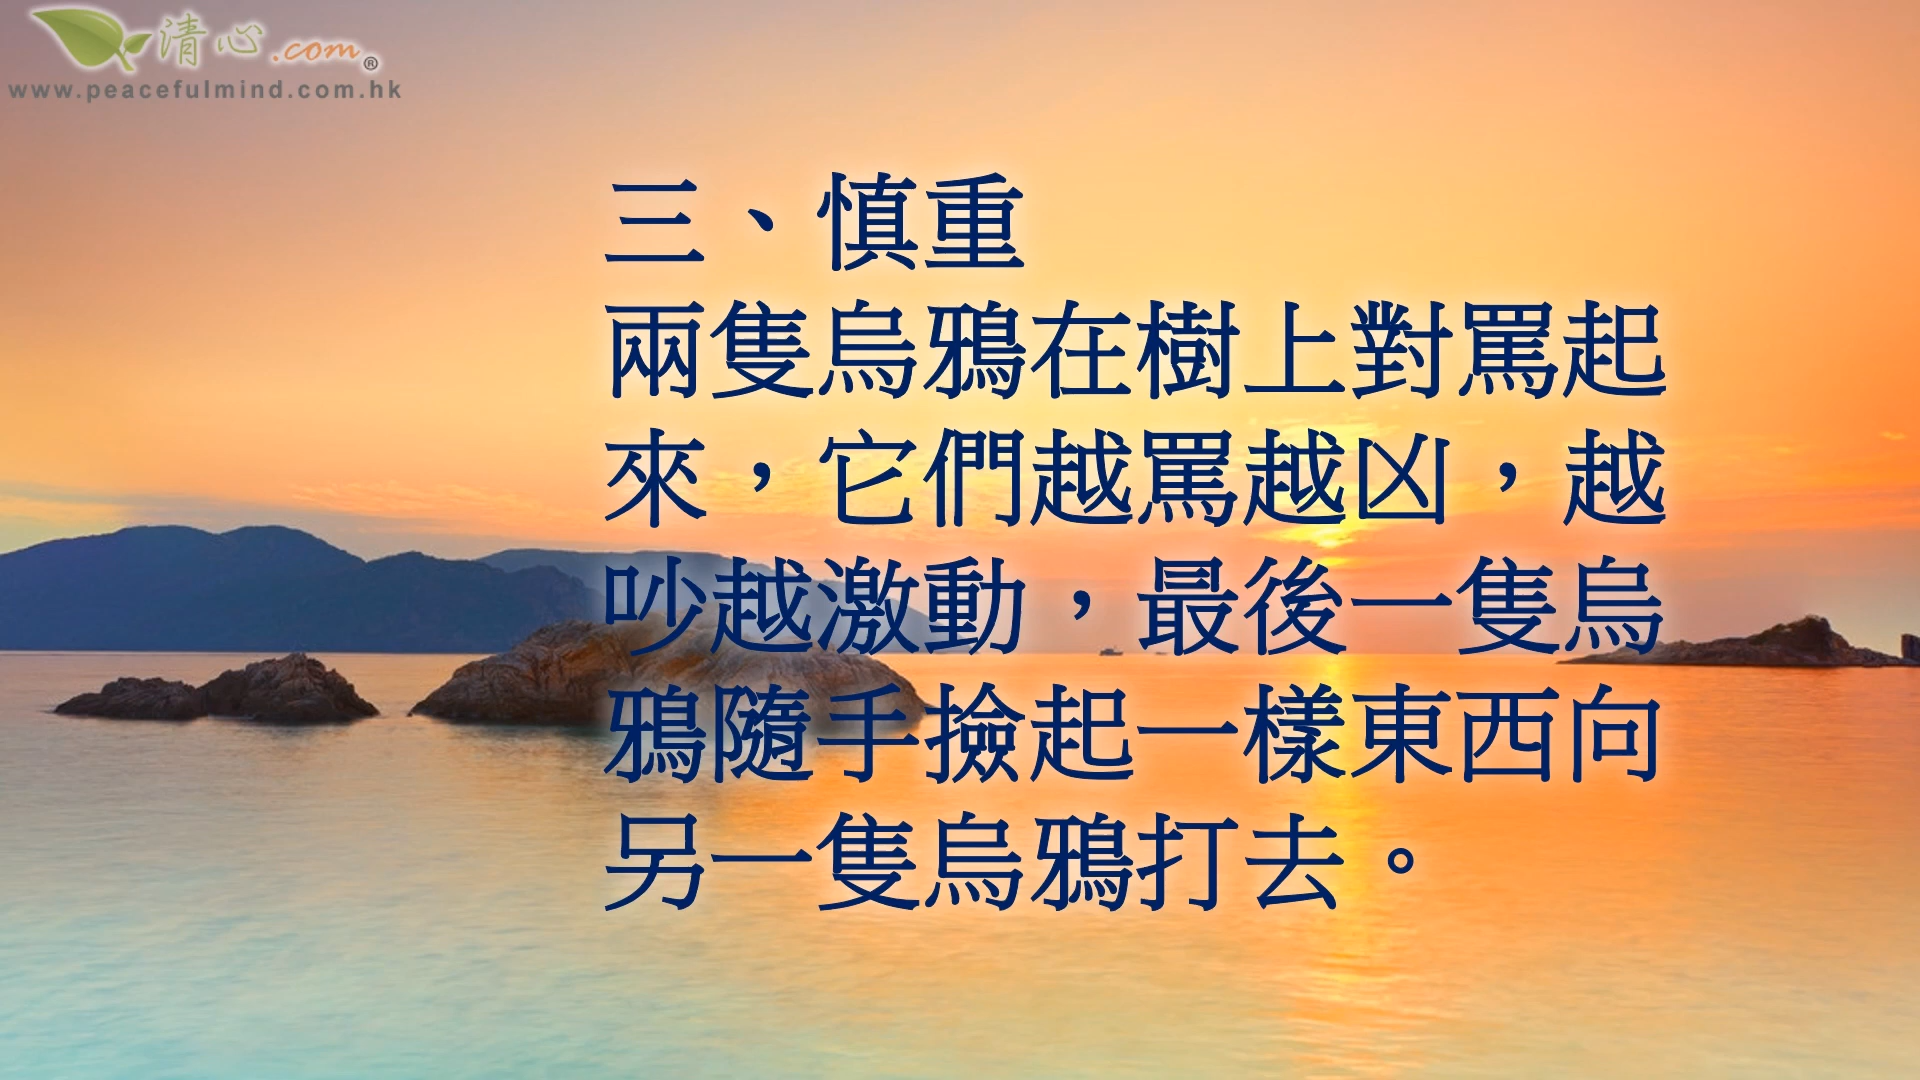 清心.com®
www.peacefulmind.com.hk
三、慎重
兩隻烏鴉在樹上對罵起
來，它們越罵越凶，越
吵越激動，最後一隻烏
鴉隨手撿起一樣東西向
另一隻烏鴉打去。